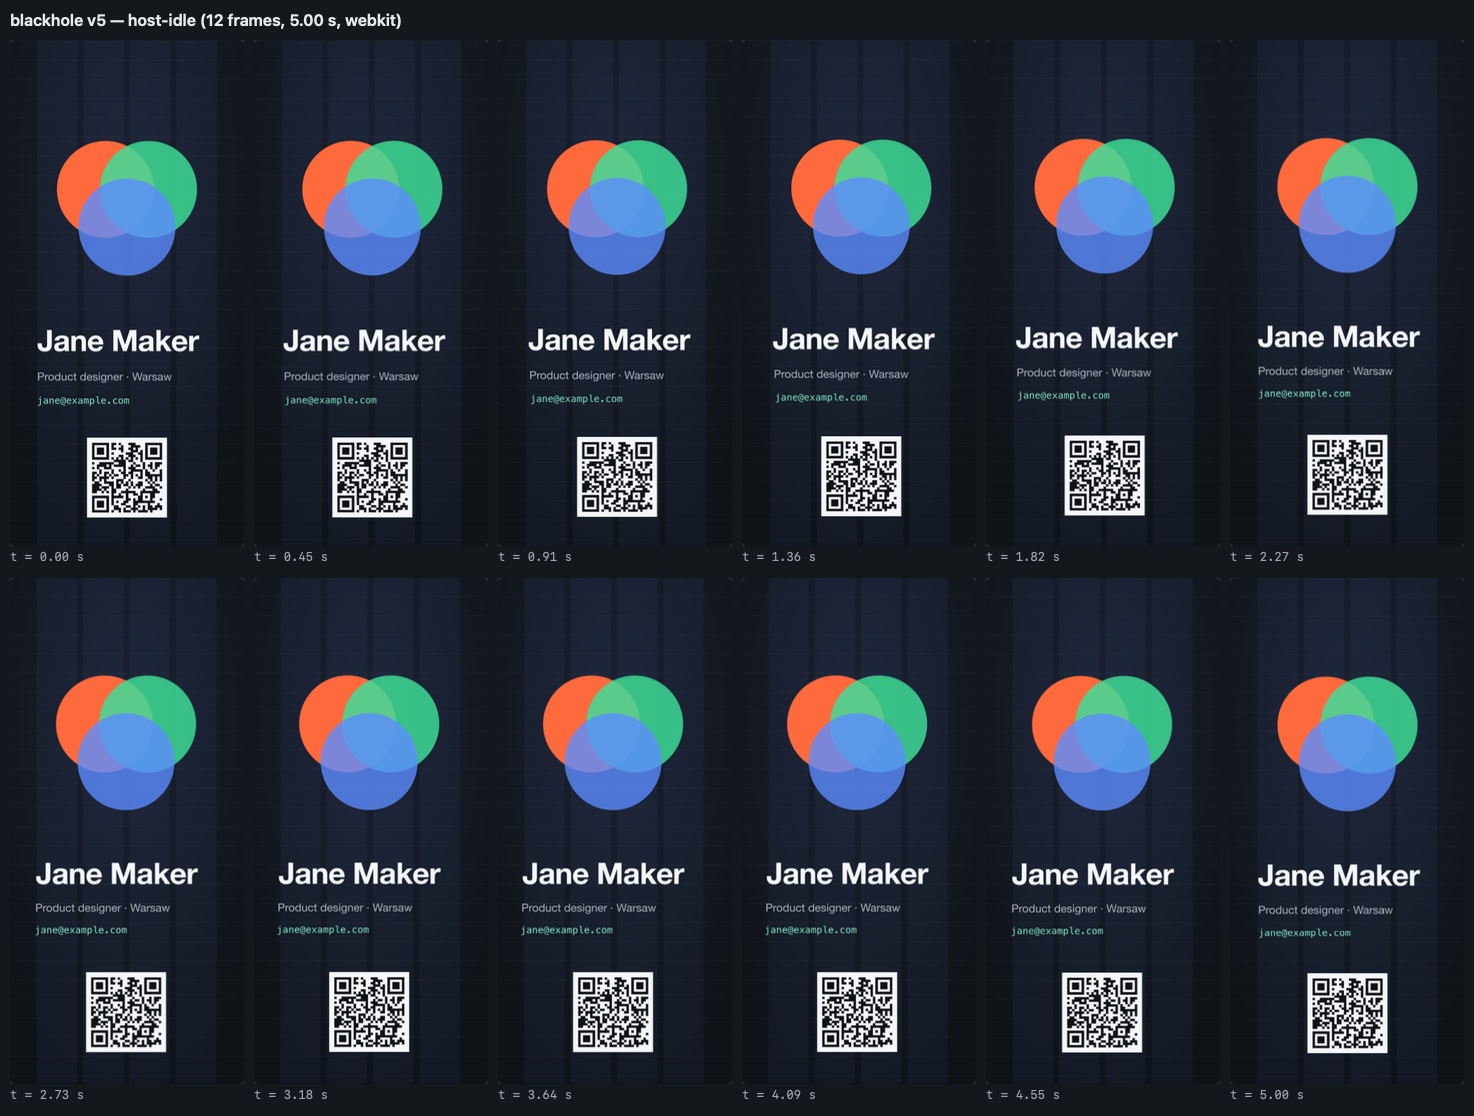 blackhole v5 — host-idle (12 frames, 5.00 s, webkit)
Jane Maker
Product designer · Warsaw
jane@example.com
t = 0.00 s
Jane Maker
Product designer · Warsaw
jane@example.com
t = 0.45 s
Jane Maker
Product designer · Warsaw
jane@example.com
t = 0.91 s
Jane Maker
Product designer · Warsaw
jane@example.com
t = 1.36 s
Jane Maker
Product designer · Warsaw
jane@example.com
t = 1.82 s
Jane Maker
Product designer · Warsaw
jane@example.com
t = 2.27 s
Jane Maker
Product designer · Warsaw
jane@example.com
t = 2.73 s
Jane Maker
Product designer · Warsaw
jane@example.com
t = 3.18 s
Jane Maker
Product designer · Warsaw
jane@example.com
t = 3.64 s
Jane Maker
Product designer · Warsaw
jane@example.com
t = 4.09 s
Jane Maker
Product designer · Warsaw
jane@example.com
t = 4.55 s
Jane Maker
Product designer · Warsaw
jane@example.com
t = 5.00 s